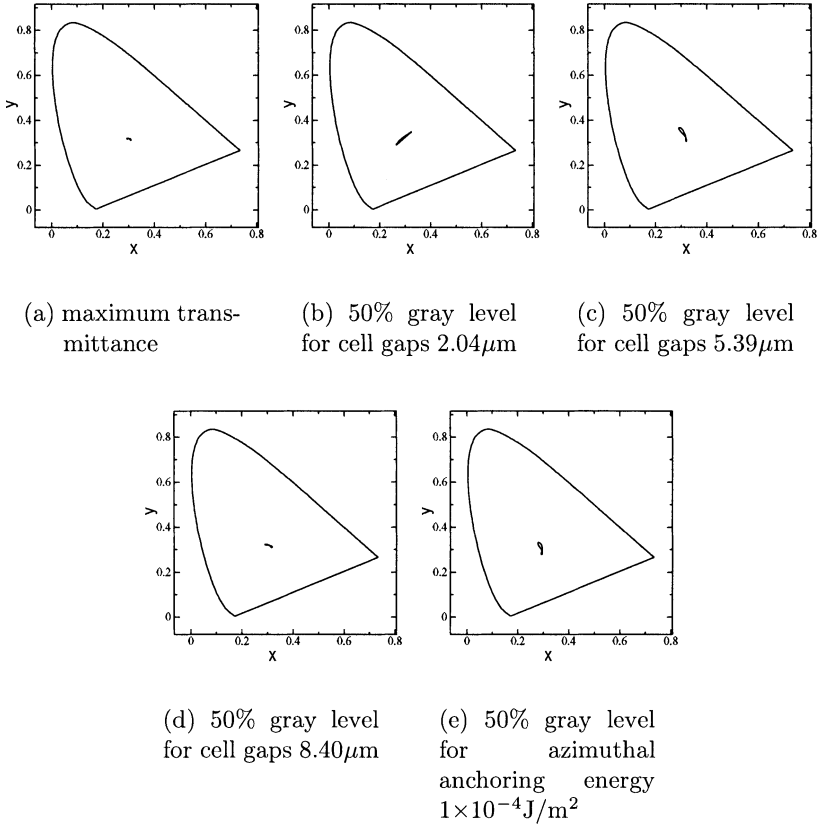 y
0.8
0.6
0.4
0.2
0
0 0.2 0.4 0.6 0.8
X
y
0.8
0.6
0.4
0.2
0
0 0.2 0.4 0.6 0.8
X
y
0.8
0.6
0.4
0.2
0
0 0.2 0.4 0.6 0.8
X
(a) maximum trans-
mittance
(b) 50% gray level
for cell gaps 2.04μm
(c) 50% gray level
for cell gaps 5.39μm
y
0.8
0.6
0.4
0.2
0
0 0.2 0.4 0.6 0.8
X
y
0.8
0.6
0.4
0.2
0
0 0.2 0.4 0.6 0.8
X
(d) 50% gray level
for cell gaps 8.40μm
(e) 50% gray level
for azimuthal
anchoring energy
1×10⁻⁴J/m²